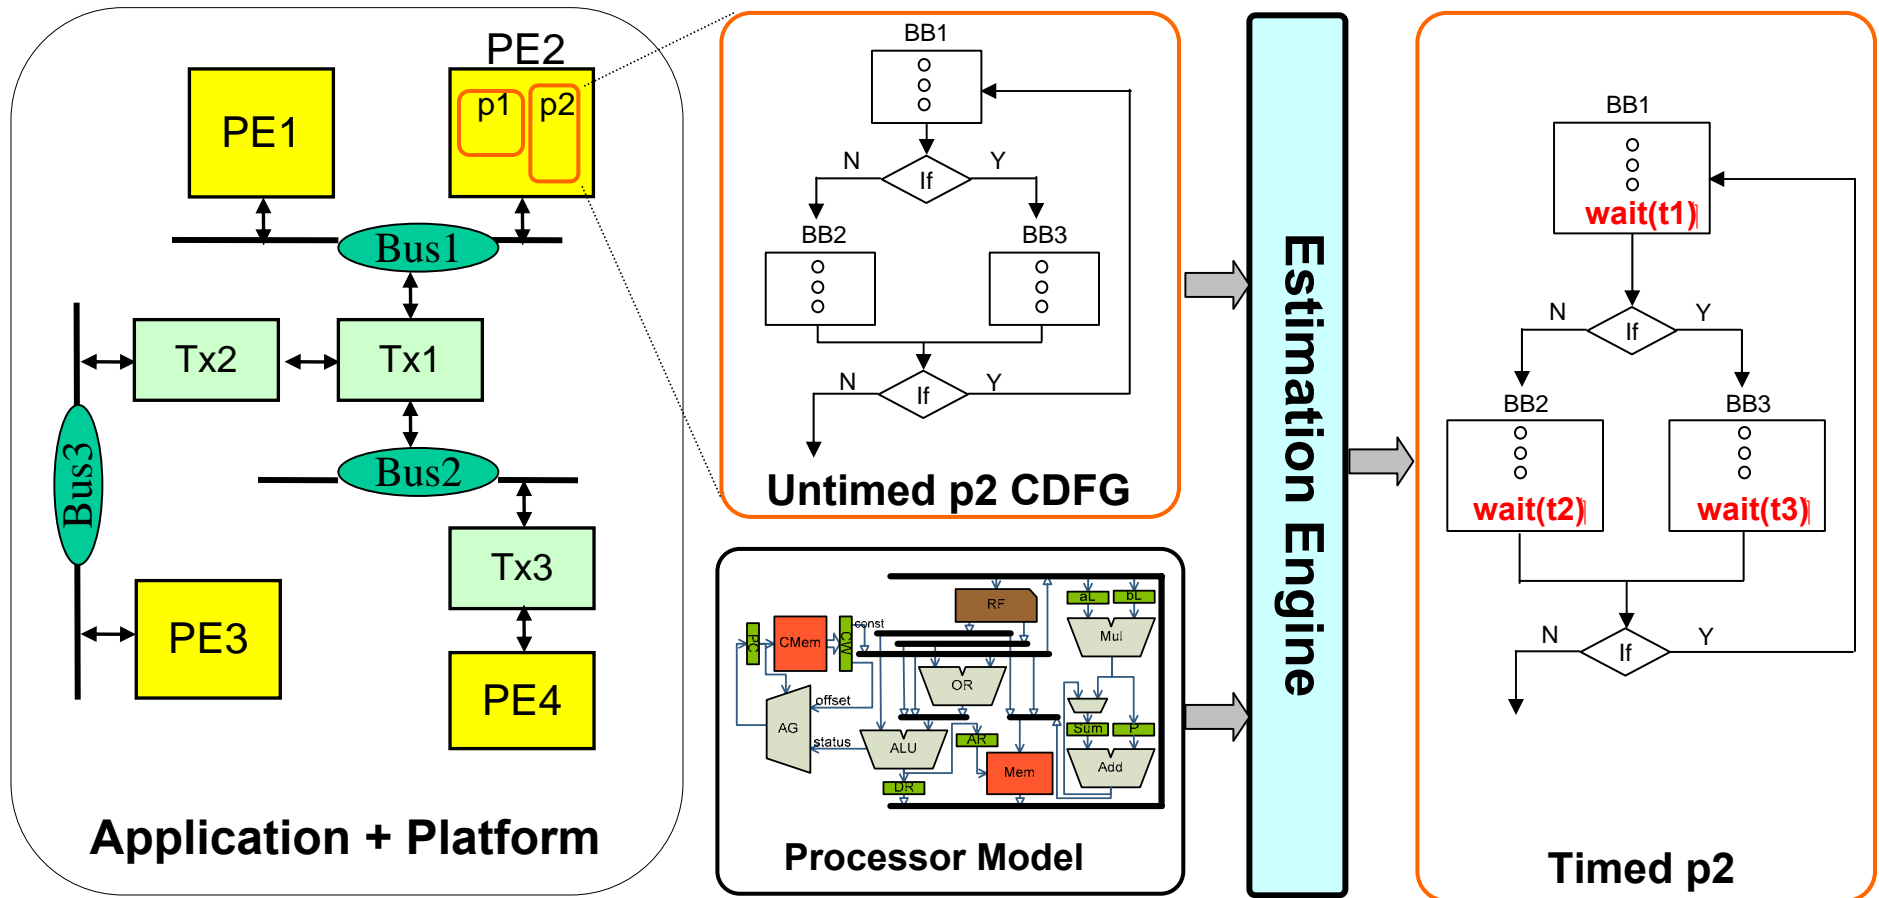 PE2
p1
p2
PE1
Bus1
Tx2
Tx1
Bus3
Bus2
Tx3
PE3
PE4
Application + Platform
BB1
N
If
Y
BB2
BB3
N
If
Y
Untimed p2 CDFG
RF
aL
bL
const
PC
CMem
CW
Mul
OR
offset
AG
status
ALU
AR
Sum
P
Mem
Add
DR
Processor Model
Estimation Engine
BB1
wait(t1)
N
If
Y
BB2
BB3
wait(t2)
wait(t3)
N
If
Y
Timed p2